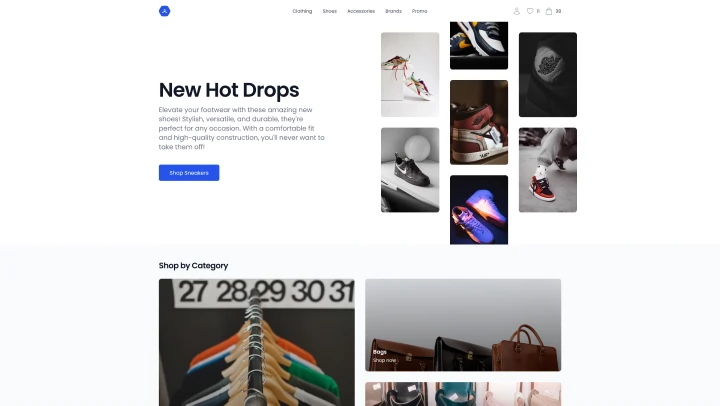 Clothing Shoes Accessories Brands Promo
New Hot Drops
Elevate your footwear with these amazing new
shoes! Stylish, versatile, and durable, they're
perfect for any occasion. With a comfortable fit
and high-quality construction, you'll never want to
take them off!
Shop Sneakers
Shop by Category
27 28 29 30 31
Bags
Shop now